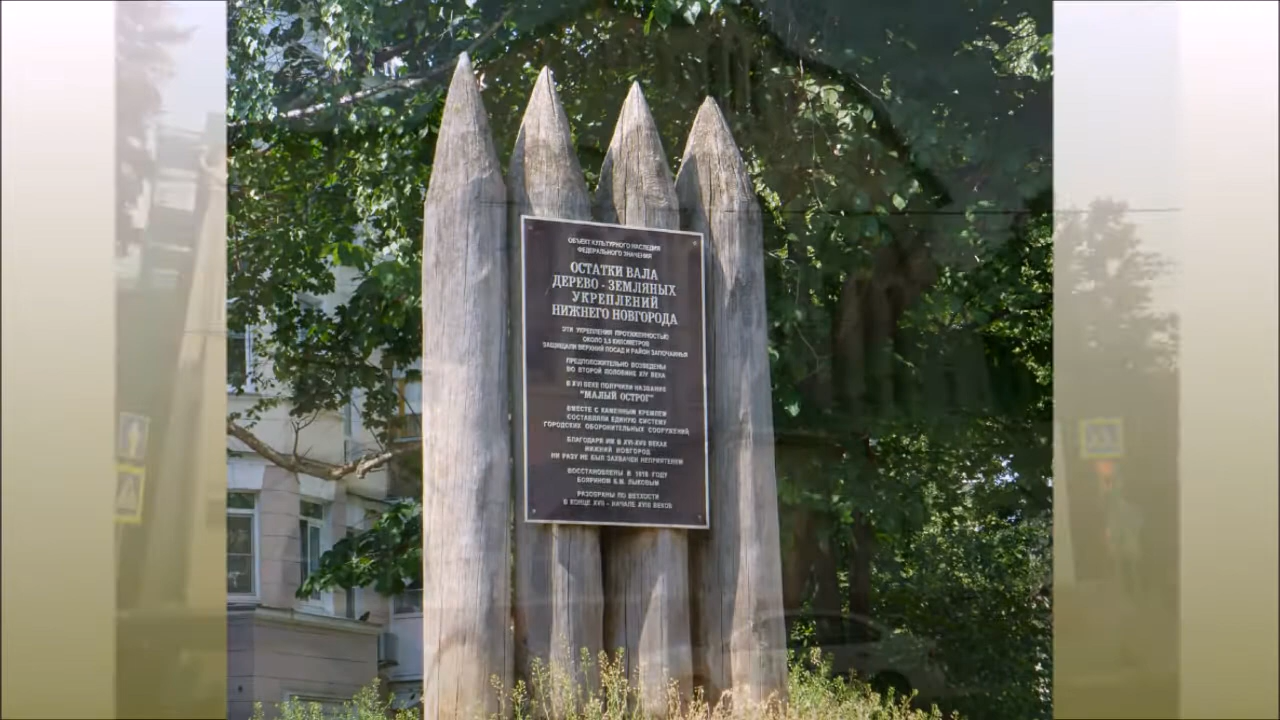 ОБЪЕКТ КУЛЬТУРНОГО НАСЛЕДИЯ
ФЕДЕРАЛЬНОГО ЗНАЧЕНИЯ
ОСТАТКИ ВАЛА
ДЕРЕВО - ЗЕМЛЯНЫХ
УКРЕПЛЕНИЙ
НИЖНЕГО НОВГОРОДА
ЭТИ УКРЕПЛЕНИЯ ПРОТЯЖЕННОСТЬЮ
ОКОЛО 3,5 КИЛОМЕТРОВ
ЗАЩИЩАЛИ ВЕРХНИЙ ПОСАД И РАЙОН ЗАПОЧАИНЬЯ
ПРЕДПОЛОЖИТЕЛЬНО ВОЗВЕДЕНЫ
ВО ВТОРОЙ ПОЛОВИНЕ XIV ВЕКА
В XVI ВЕКЕ ПОЛУЧИЛИ НАЗВАНИЕ
"МАЛЫЙ ОСТРОГ"
ВМЕСТЕ С КАМЕННЫМ КРЕМЛЕМ
СОСТАВЛЯЛИ ЕДИНУЮ СИСТЕМУ
ГОРОДСКИХ ОБОРОНИТЕЛЬНЫХ СООРУЖЕНИЙ,
БЛАГОДАРЯ ИМ В XVI-XVII ВЕКАХ
НИЖНИЙ НОВГОРОД
НИ РАЗУ НЕ БЫЛ ЗАХВАЧЕН НЕПРИЯТЕЛЕМ
ВОССТАНОВЛЕНЫ В 1618 ГОДУ
БОЯРИНОМ Б.М. ЛЫКОВЫМ
РАЗОБРАНЫ ПО ВЕТХОСТИ
В КОНЦЕ XVII - НАЧАЛЕ XVIII ВЕКОВ